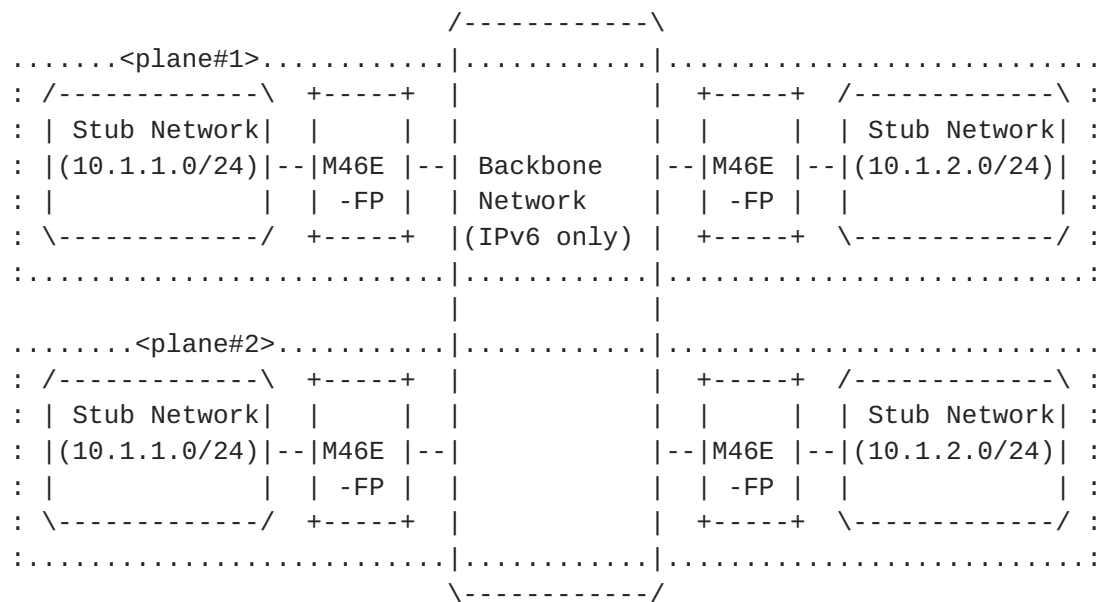 /------------\
.......<plane#1>............|............|............................
: /-------------\  +-----+  |            |  +-----+  /-------------\ :
: | Stub Network|  |     |  |            |  |     |  | Stub Network| :
: |(10.1.1.0/24)|--|M46E |--| Backbone   |--|M46E |--|(10.1.2.0/24)| :
: |             |  | -FP |  | Network    |  | -FP |  |             | :
: \-------------/  +-----+  |(IPv6 only) |  +-----+  \-------------/ :
:...........................|............|...........................:
                            |            |
........<plane#2>...........|............|............................
: /-------------\  +-----+  |            |  +-----+  /-------------\ :
: | Stub Network|  |     |  |            |  |     |  | Stub Network| :
: |(10.1.1.0/24)|--|M46E |--|            |--|M46E |--|(10.1.2.0/24)| :
: |             |  | -FP |  |            |  | -FP |  |             | :
: \-------------/  +-----+  |            |  +-----+  \-------------/ :
:...........................|............|...........................:
                            \------------/